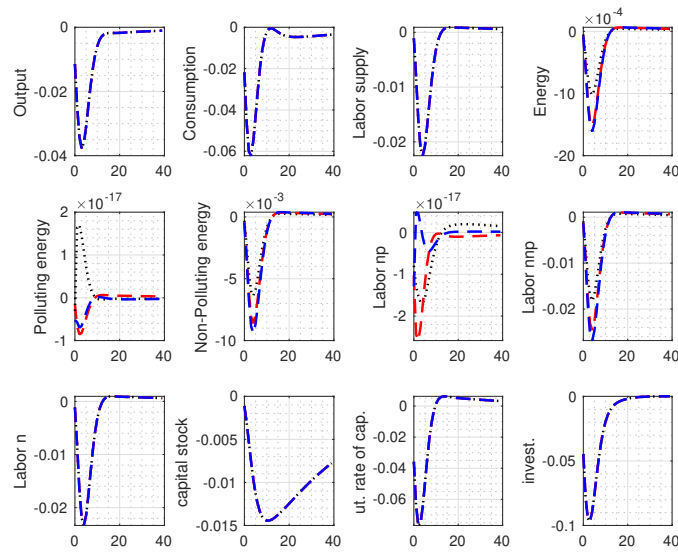 Output
0
-0.02
-0.04
0 20 40
Consumption
0
-0.02
-0.04
-0.06
0 20 40
Labor supply
0
-0.01
-0.02
0 20 40
Energy
×10⁻⁴
0
-10
-20
0 20 40
Polluting energy
×10⁻¹⁷
2
1
0
-1
0 20 40
Non-Polluting energy
×10⁻³
0
-5
-10
0 20 40
Labor np
×10⁻¹⁷
0
-1
-2
0 20 40
Labor nnp
0
-0.01
-0.02
0 20 40
Labor n
0
-0.01
-0.02
0 20 40
capital stock
0
-0.005
-0.01
-0.015
0 20 40
ut. rate of cap.
0
-0.02
-0.04
-0.06
0 20 40
invest.
0
-0.05
-0.1
0 20 40